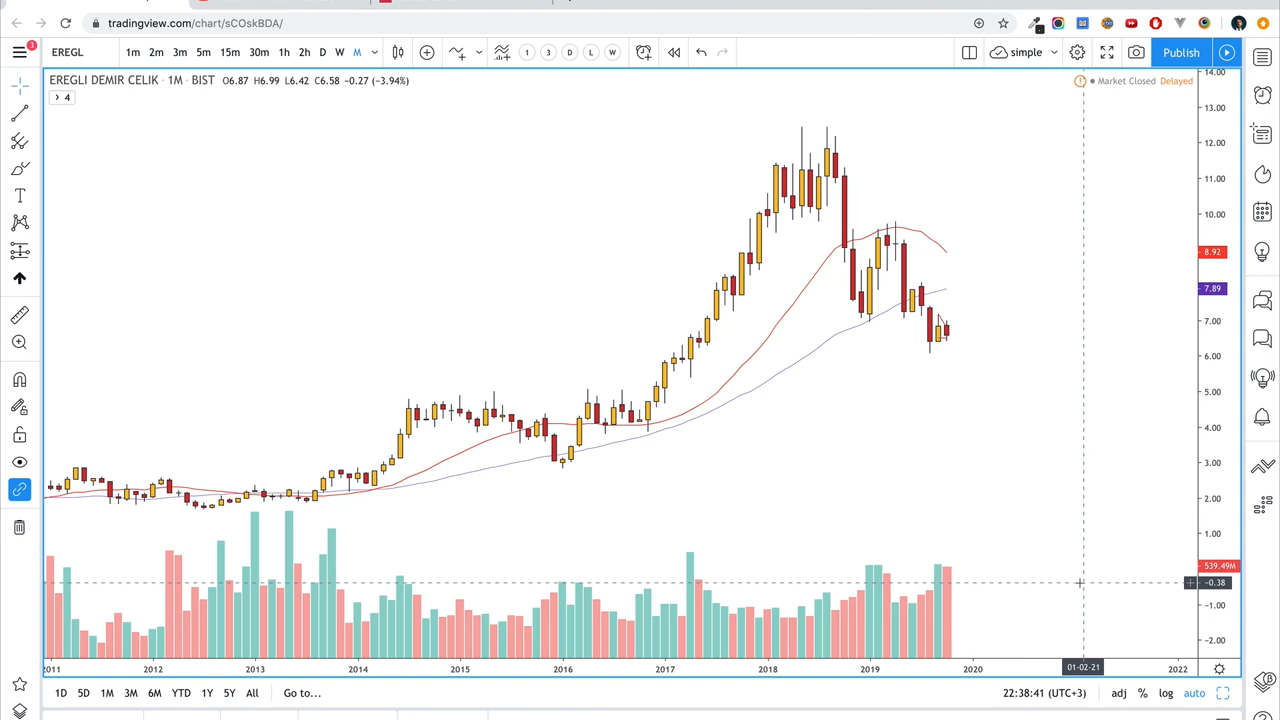 tradingview.com/chart/sCOskBDA/
3
EREGL
1m 2m 3m 5m 15m 30m 1h 2h D W M
1 3 D L W
simple
Publish
EREGLI DEMIR CELIK · 1M · BIST O6.87 H6.99 L6.42 C6.58 −0.27 (−3.94%)
Market Closed Delayed
4
14.00
13.00
12.00
11.00
10.00
8.92
7.89
7.00
6.00
5.00
4.00
3.00
2.00
1.00
539.49M
−0.38
−1.00
−2.00
2011 2012 2013 2014 2015 2016 2017 2018 2019 2020 01-02-21 2022
1D 5D 1M 3M 6M YTD 1Y 5Y All Go to...
22:38:41 (UTC+3) adj % log auto